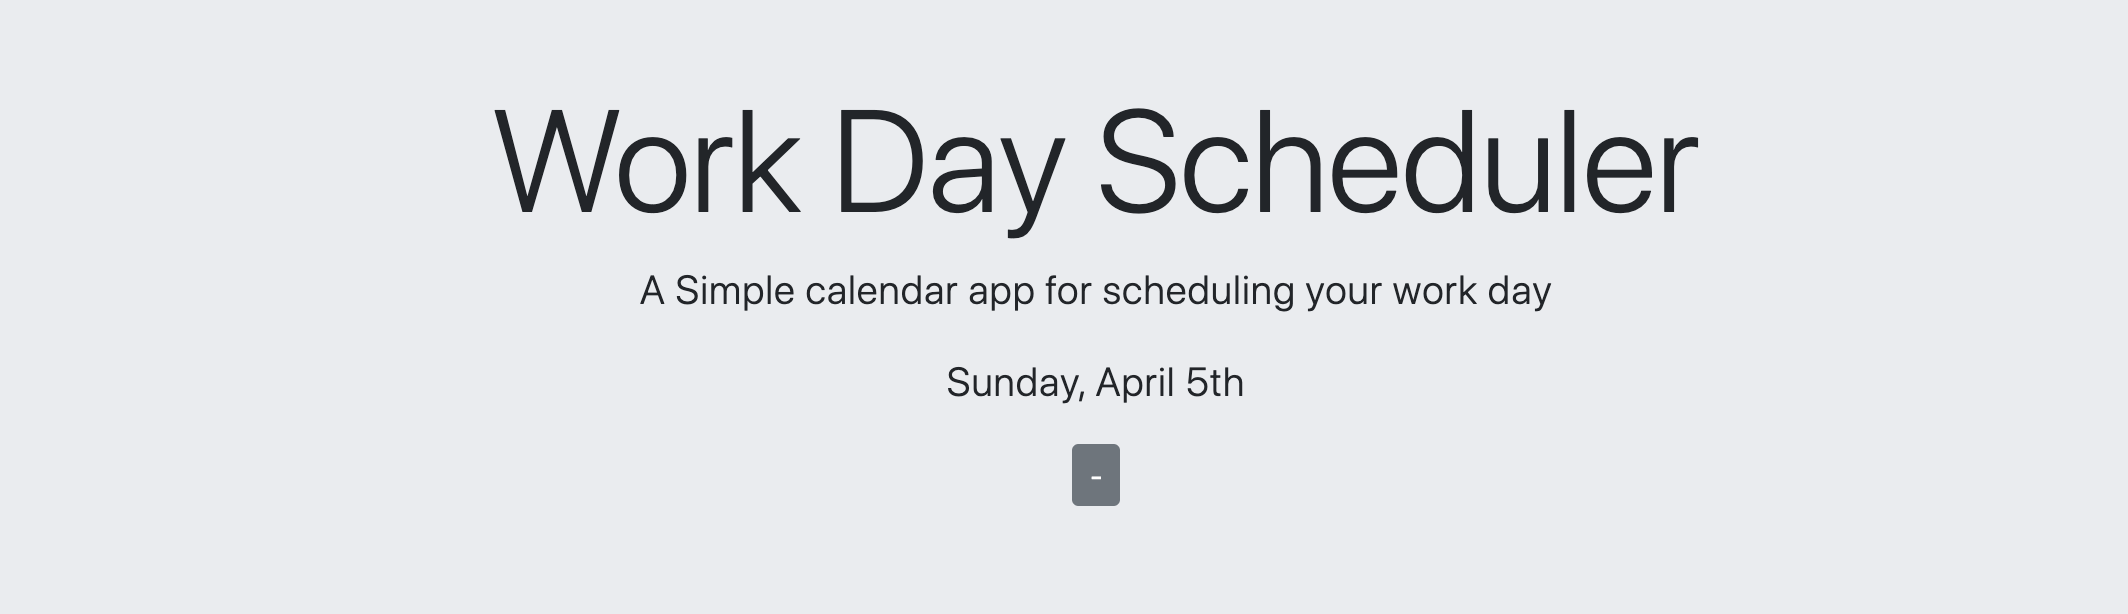 Work Day Scheduler
A Simple calendar app for scheduling your work day
Sunday, April 5th
-